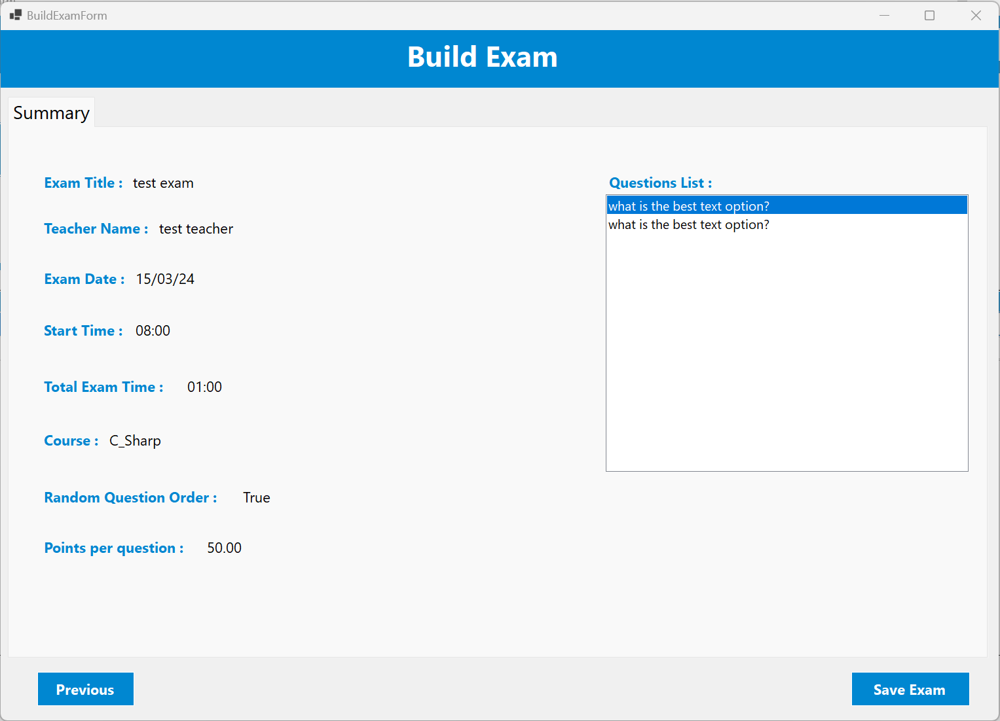 BuildExamForm
Build Exam
Summary
Exam Title : test exam
Teacher Name : test teacher
Exam Date : 15/03/24
Start Time : 08:00
Total Exam Time : 01:00
Course : C_Sharp
Random Question Order : True
Points per question : 50.00
Questions List :
what is the best text option?
what is the best text option?
Previous
Save Exam